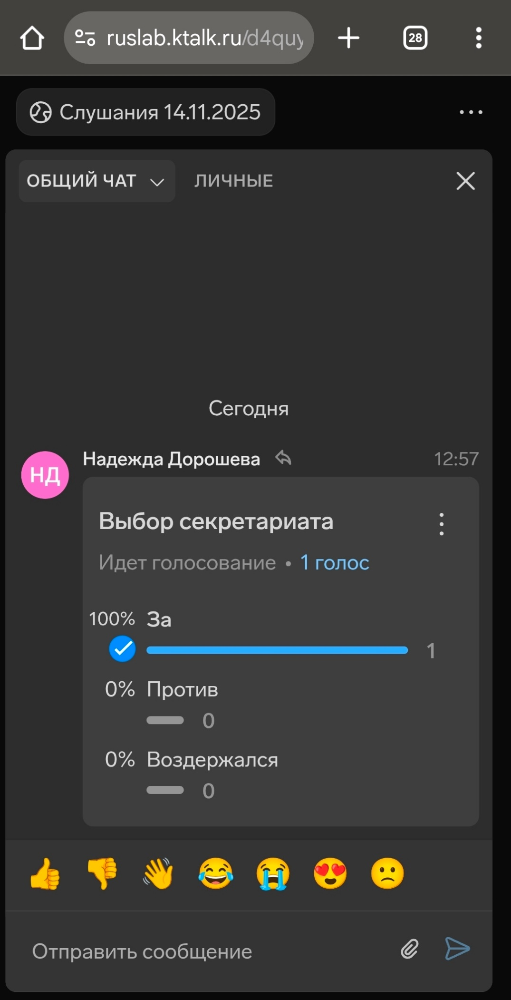 ruslab.ktalk.ru/d4quy
28
Слушания 14.11.2025
ОБЩИЙ ЧАТ
ЛИЧНЫЕ
Сегодня
НД
Надежда Дорошева
12:57
Выбор секретариата
Идет голосование • 1 голос
100% За
1
0% Против
0
0% Воздержался
0
Отправить сообщение